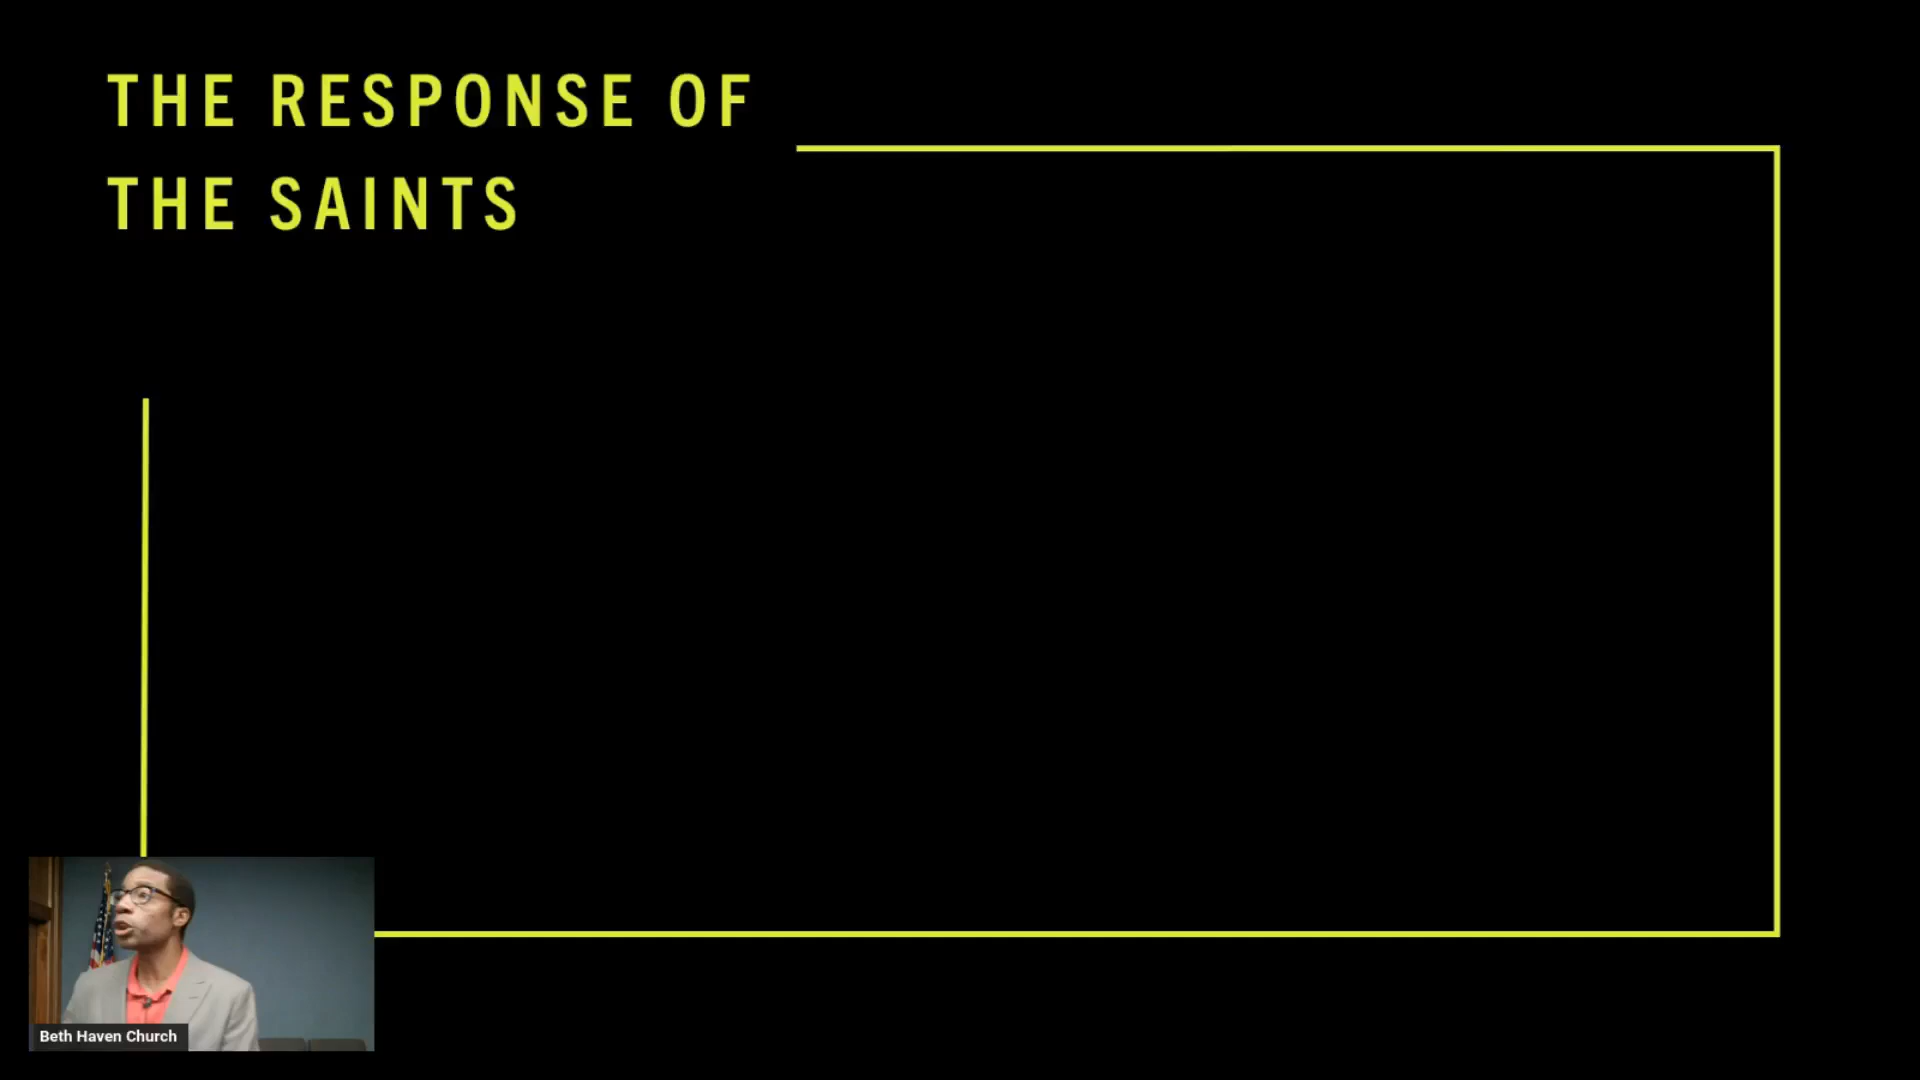 THE RESPONSE OF
THE SAINTS
Beth Haven Church